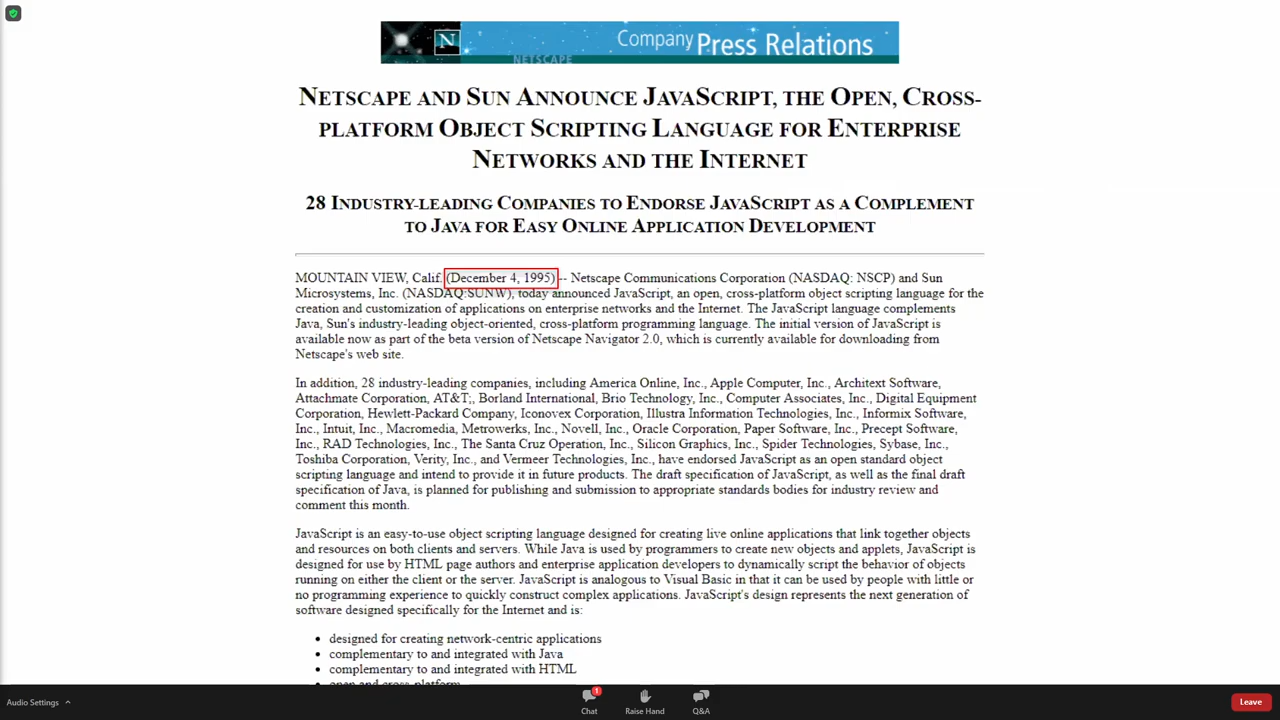 N
NETSCAPE
Company Press Relations
NETSCAPE AND SUN ANNOUNCE JAVASCRIPT, THE OPEN, CROSS-
PLATFORM OBJECT SCRIPTING LANGUAGE FOR ENTERPRISE
NETWORKS AND THE INTERNET
28 INDUSTRY-LEADING COMPANIES TO ENDORSE JAVASCRIPT AS A COMPLEMENT
TO JAVA FOR EASY ONLINE APPLICATION DEVELOPMENT
MOUNTAIN VIEW, Calif. (December 4, 1995) -- Netscape Communications Corporation (NASDAQ: NSCP) and Sun
Microsystems, Inc. (NASDAQ:SUNW), today announced JavaScript, an open, cross-platform object scripting language for the
creation and customization of applications on enterprise networks and the Internet. The JavaScript language complements
Java, Sun's industry-leading object-oriented, cross-platform programming language. The initial version of JavaScript is
available now as part of the beta version of Netscape Navigator 2.0, which is currently available for downloading from
Netscape's web site.
In addition, 28 industry-leading companies, including America Online, Inc., Apple Computer, Inc., Architext Software,
Attachmate Corporation, AT&T;, Borland International, Brio Technology, Inc., Computer Associates, Inc., Digital Equipment
Corporation, Hewlett-Packard Company, Iconovex Corporation, Illustra Information Technologies, Inc., Informix Software,
Inc., Intuit, Inc., Macromedia, Metrowerks, Inc., Novell, Inc., Oracle Corporation, Paper Software, Inc., Precept Software,
Inc., RAD Technologies, Inc., The Santa Cruz Operation, Inc., Silicon Graphics, Inc., Spider Technologies, Sybase, Inc.,
Toshiba Corporation, Verity, Inc., and Vermeer Technologies, Inc., have endorsed JavaScript as an open standard object
scripting language and intend to provide it in future products. The draft specification of JavaScript, as well as the final draft
specification of Java, is planned for publishing and submission to appropriate standards bodies for industry review and
comment this month.
JavaScript is an easy-to-use object scripting language designed for creating live online applications that link together objects
and resources on both clients and servers. While Java is used by programmers to create new objects and applets, JavaScript is
designed for use by HTML page authors and enterprise application developers to dynamically script the behavior of objects
running on either the client or the server. JavaScript is analogous to Visual Basic in that it can be used by people with little or
no programming experience to quickly construct complex applications. JavaScript's design represents the next generation of
software designed specifically for the Internet and is:
• designed for creating network-centric applications
• complementary to and integrated with Java
• complementary to and integrated with HTML
• open and cross-platform.
Audio Settings
1
Chat
Raise Hand
Q&A
Leave